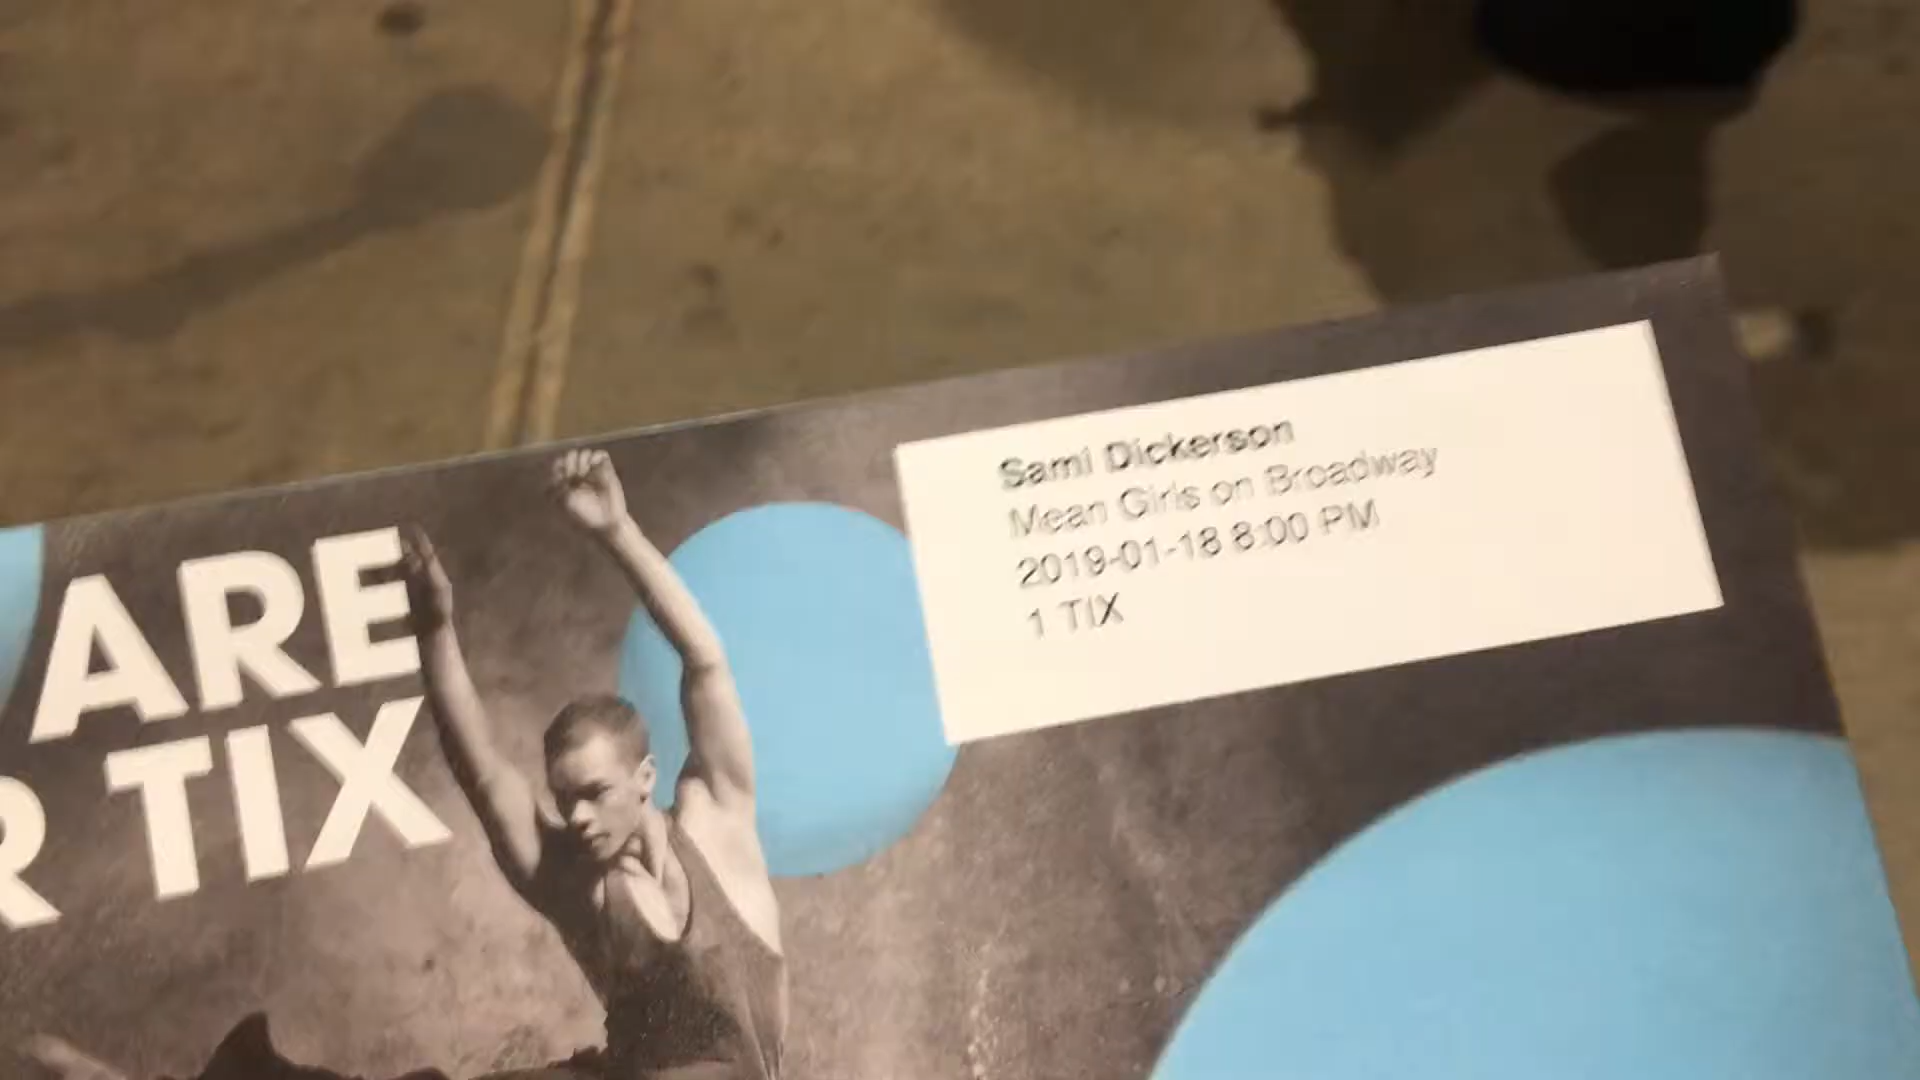 ARE
R TIX
Sami Dickerson
Mean Girls on Broadway
2019-01-18 8:00 PM
1 TIX